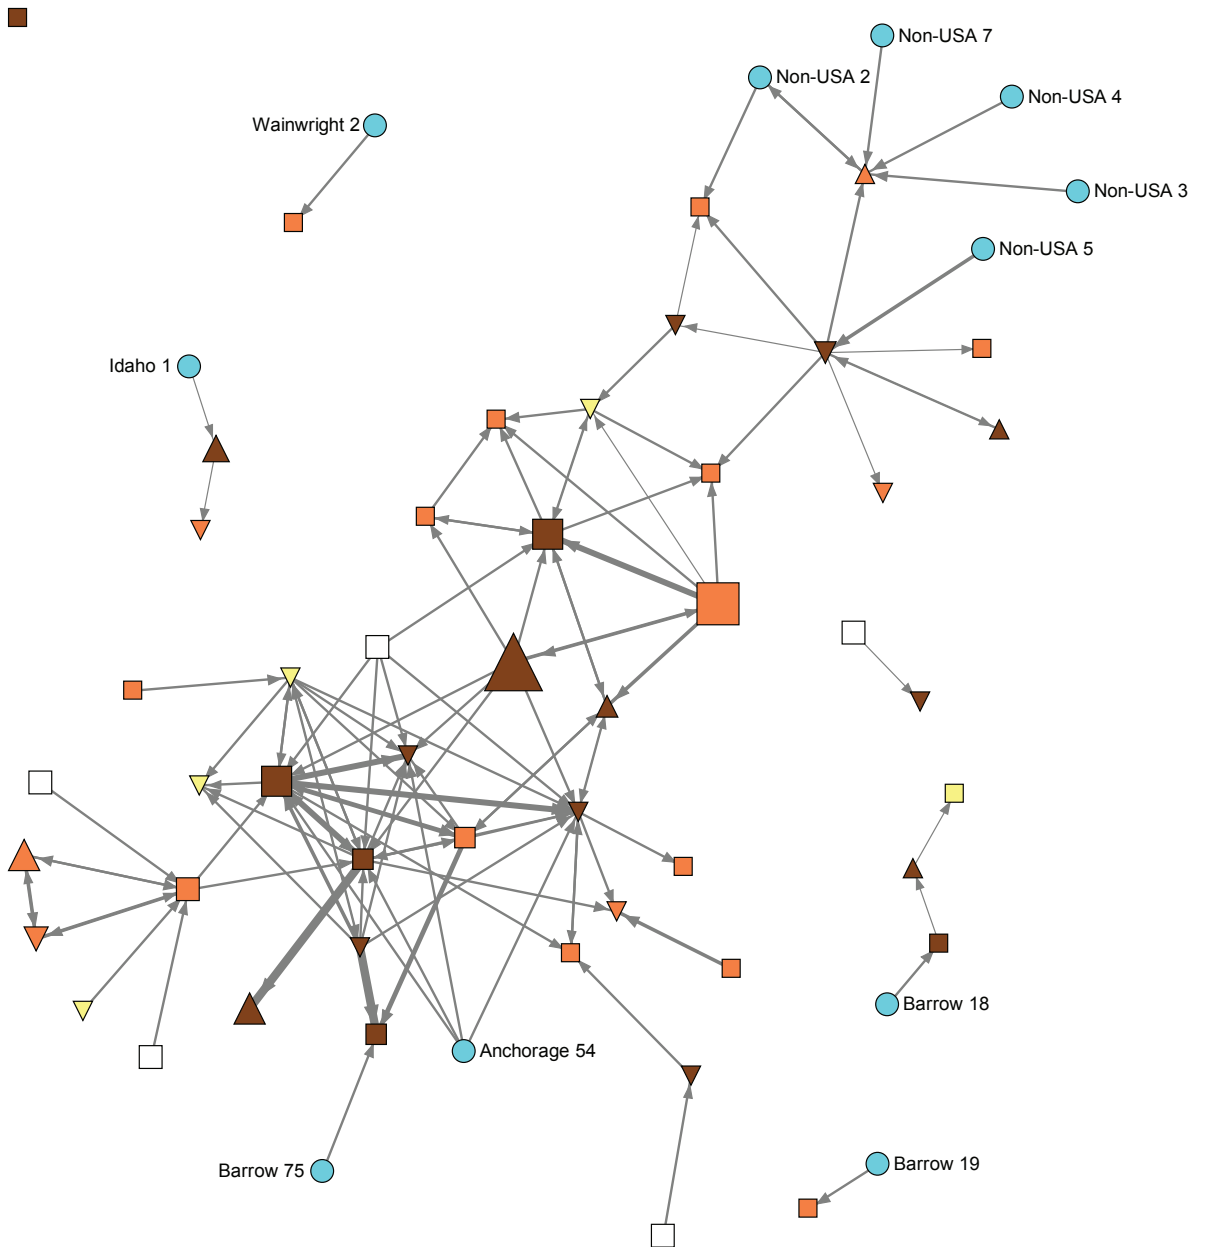 Non-USA 7
Non-USA 2
Non-USA 4
Wainwright 2
Non-USA 3
Non-USA 5
Idaho 1
Barrow 18
Anchorage 54
Barrow 19
Barrow 75